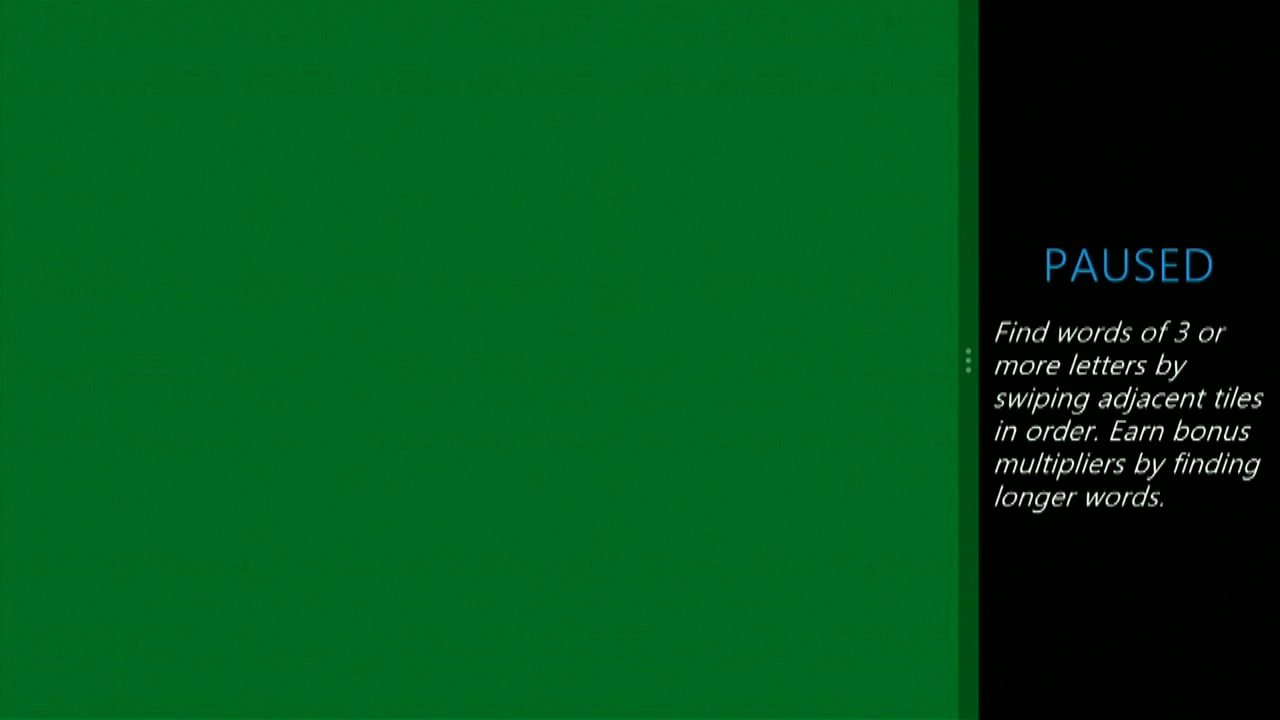 PAUSED
Find words of 3 or
more letters by
swiping adjacent tiles
in order. Earn bonus
multipliers by finding
longer words.